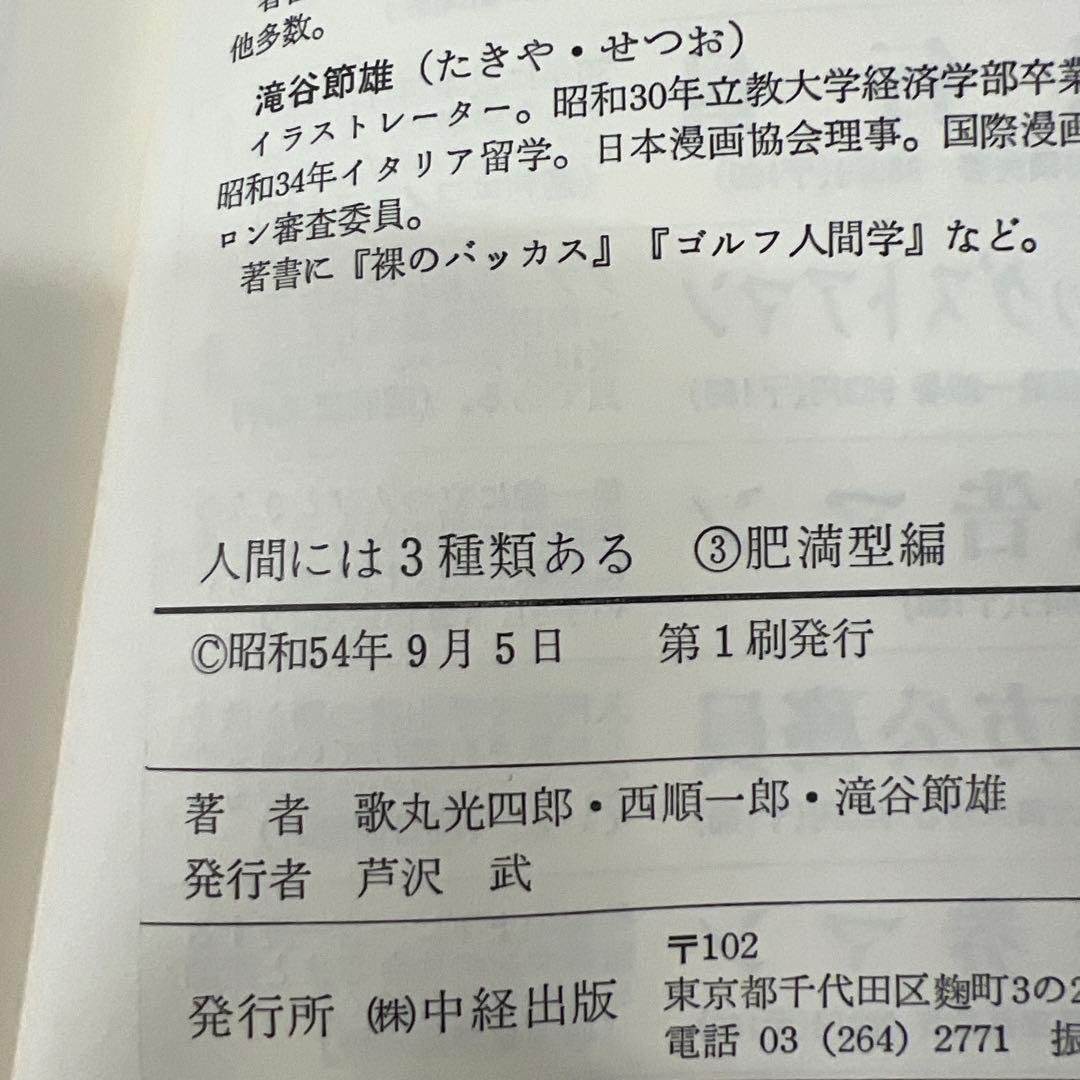 他多数。
滝谷節雄（たきや・せつお）
イラストレーター。昭和30年立教大学経済学部卒業
昭和34年イタリア留学。日本漫画協会理事。国際漫画
ロン審査委員。
著書に『裸のバッカス』『ゴルフ人間学』など。
人間には3種類ある ③肥満型編
©昭和54年9月5日 第1刷発行
著 者 歌丸光四郎・西順一郎・滝谷節雄
発行者 芦沢 武
発行所 ㈱中経出版
〒102
東京都千代田区麴町3の2
電話 03（264）2771 振